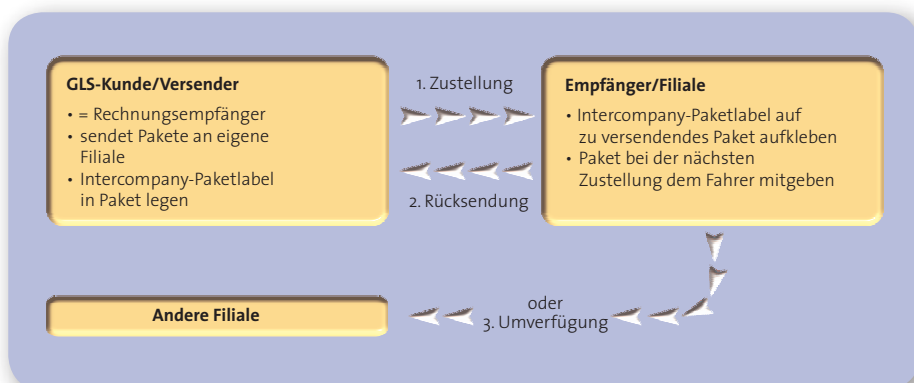 GLS-Kunde/Versender
• = Rechnungsempfänger
• sendet Pakete an eigene
Filiale
• Intercompany-Paketlabel
in Paket legen
1. Zustellung
2. Rücksendung
Empfänger/Filiale
• Intercompany-Paketlabel auf
zu versendendes Paket aufkleben
• Paket bei der nächsten
Zustellung dem Fahrer mitgeben
oder
3. Umverfügung
Andere Filiale